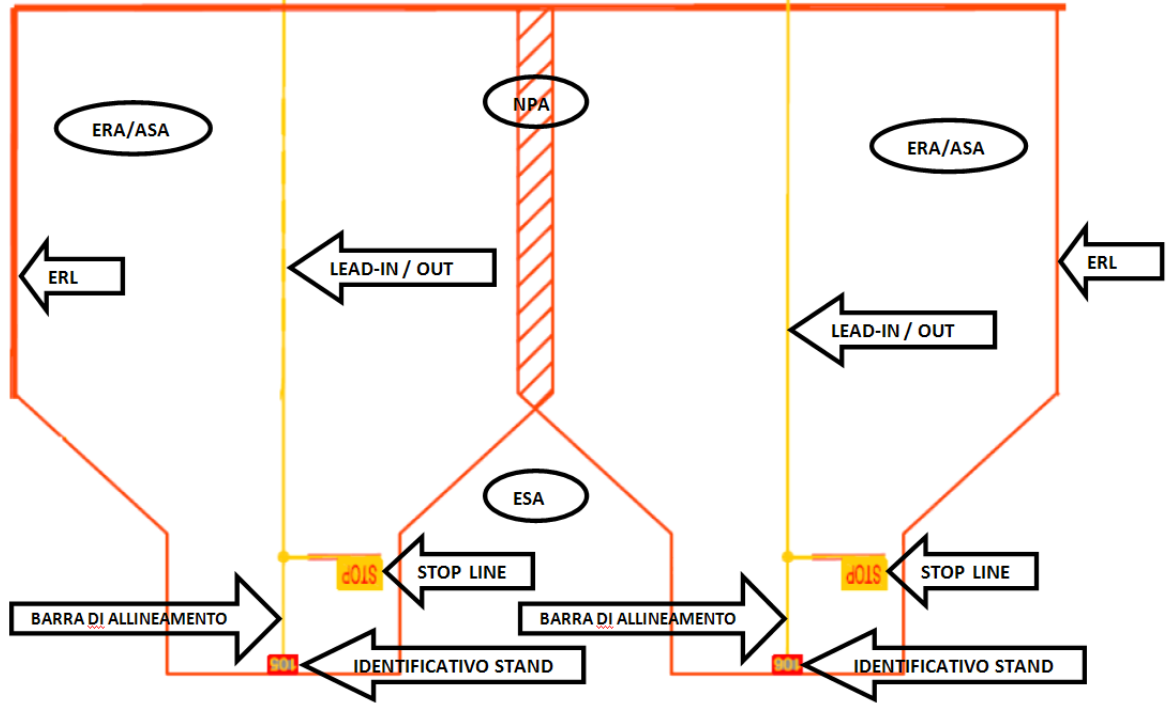 NPA
ERA/ASA
ERA/ASA
ERL
LEAD-IN / OUT
ERL
LEAD-IN / OUT
ESA
STOP
STOP LINE
STOP
STOP LINE
BARRA DI ALLINEAMENTO
BARRA DI ALLINEAMENTO
105
IDENTIFICATIVO STAND
106
IDENTIFICATIVO STAND